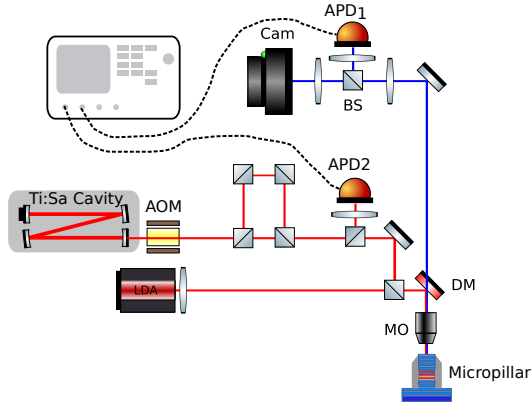 APD1
Cam
BS
Ti:Sa Cavity
AOM
APD2
LDA
DM
MO
Micropillar